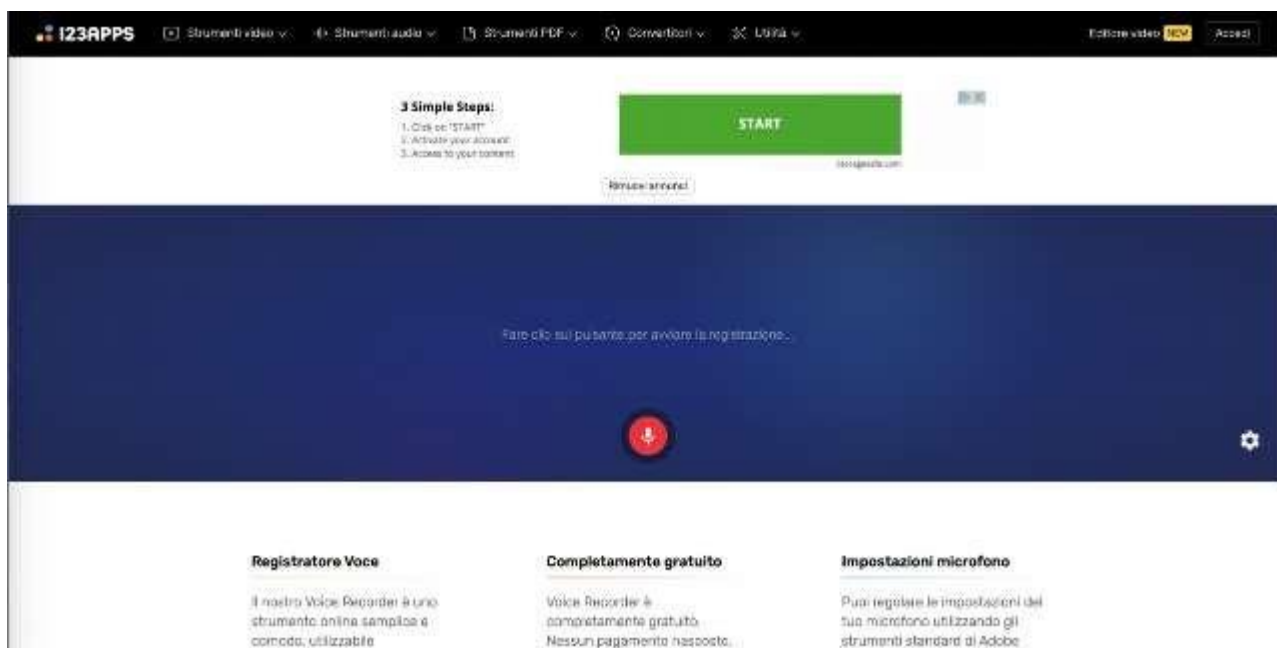 123APPS
Strumenti video
Strumenti audio
Strumenti PDF
Convertitori
Utilità
Editore video NEW
Accedi
3 Simple Steps:
1. Click on "START"
2. Activate your account
3. Access to your content
START
Rimuovi annunci
Fare clic sul pulsante per avviare la registrazione.
Registratore Voce
Il nostro Voice Recorder è uno
strumento online semplice e
comodo, utilizzabile
Completamente gratuito
Voice Recorder è
completamente gratuito.
Nessun pagamento nascosto,
Impostazioni microfono
Puoi regolare le impostazioni del
tuo microfono utilizzando gli
strumenti standard di Adobe